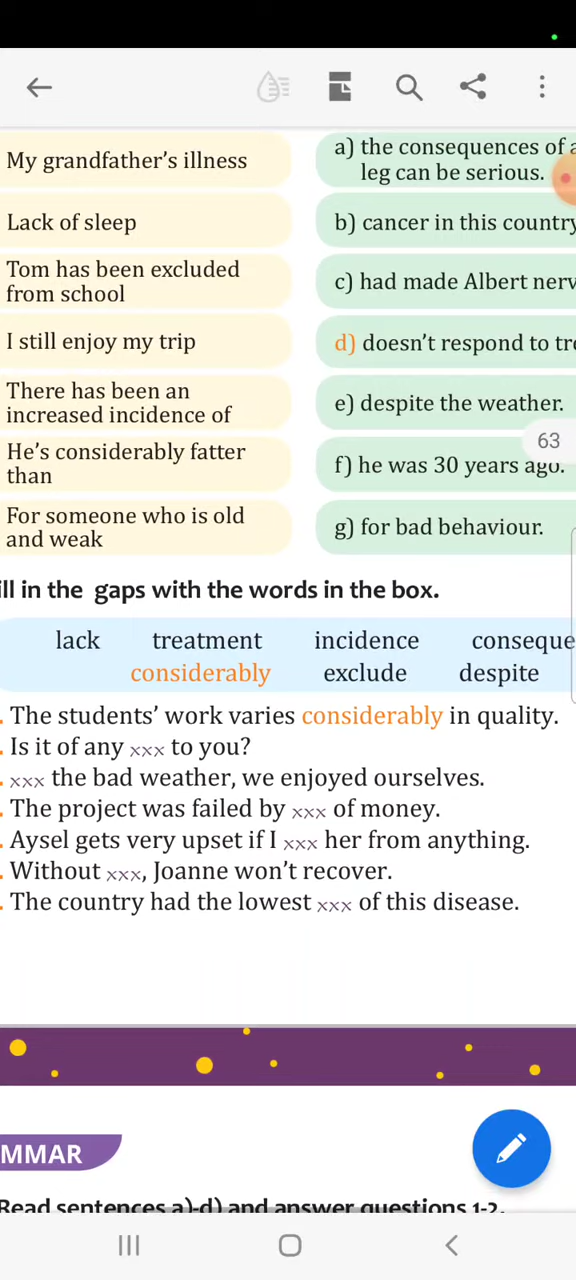 My grandfather's illness
a) the consequences of
leg can be serious.
Lack of sleep
b) cancer in this country
Tom has been excluded
from school
c) had made Albert
I still enjoy my trip
d) doesn't respond to
There has been an
increased incidence of
e) despite the weather.
63
He's considerably fatter
than
f) he was 30 years ago.
For someone who is old
and weak
g) for bad behaviour.
ill in the gaps with the words in the box.
lack treatment incidence conseque
considerably exclude despite
. The students' work varies considerably in quality.
. Is it of any xxx to you?
. xxx the bad weather, we enjoyed ourselves.
. The project was failed by xxx of money.
. Aysel gets very upset if I xxx her from anything.
. Without xxx, Joanne won't recover.
. The country had the lowest xxx of this disease.
MMAR
Read sentences a)-d) and answer questions 1-2.